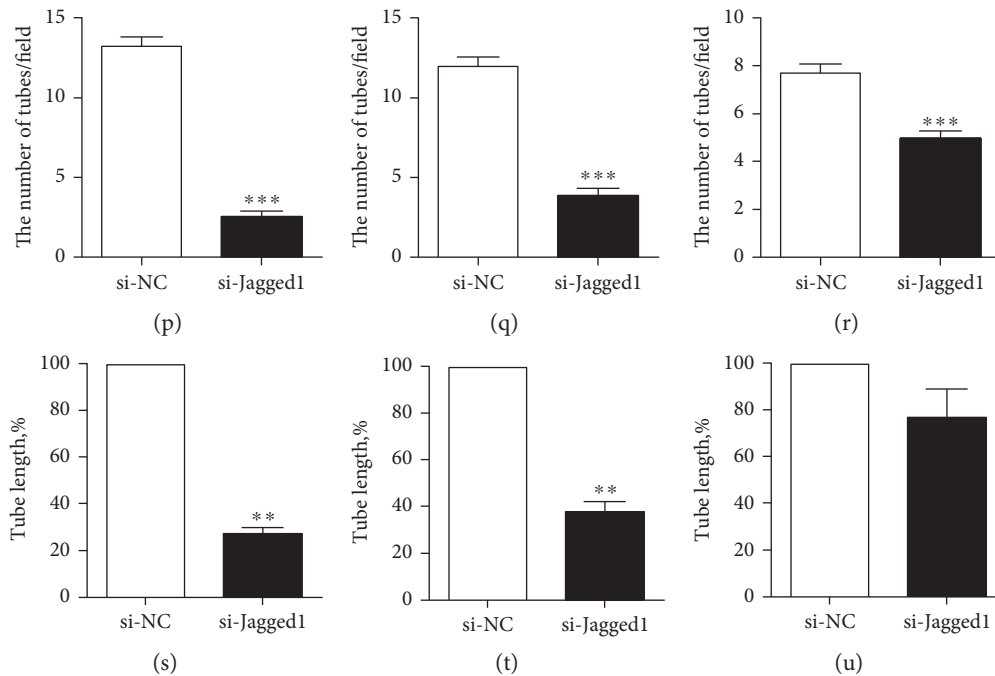 The number of tubes/field
15
10
5
0
***
si-NC
si-Jagged1
(p)
The number of tubes/field
15
10
5
0
***
si-NC
si-Jagged1
(q)
The number of tubes/field
10
8
6
4
2
0
***
si-NC
si-Jagged1
(r)
Tube length,%
100
80
60
40
20
0
**
si-NC
si-Jagged1
(s)
Tube length,%
100
80
60
40
20
0
**
si-NC
si-Jagged1
(t)
Tube length,%
100
80
60
40
20
0
si-NC
si-Jagged1
(u)